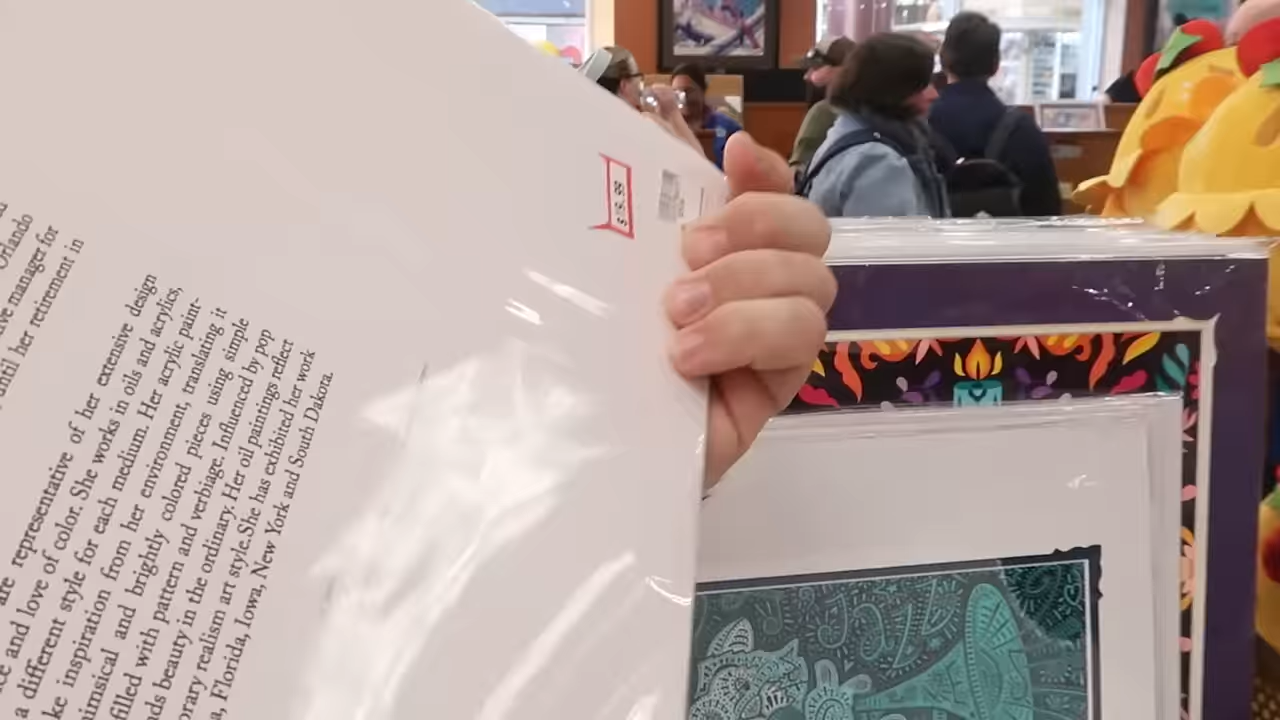 Orlando
ive manager for
until her retirement in
are representative of her extensive design
ce and love of color. She works in oils and acrylics,
a different style for each medium. Her acrylic paint-
ke inspiration from her environment, translating it
himsical and brightly colored pieces using simple
filled with pattern and verbiage. Influenced by pop
nds beauty in the ordinary. Her oil paintings reflect
orary realism art style.She has exhibited her work
a, Florida, Iowa, New York and South Dakota.